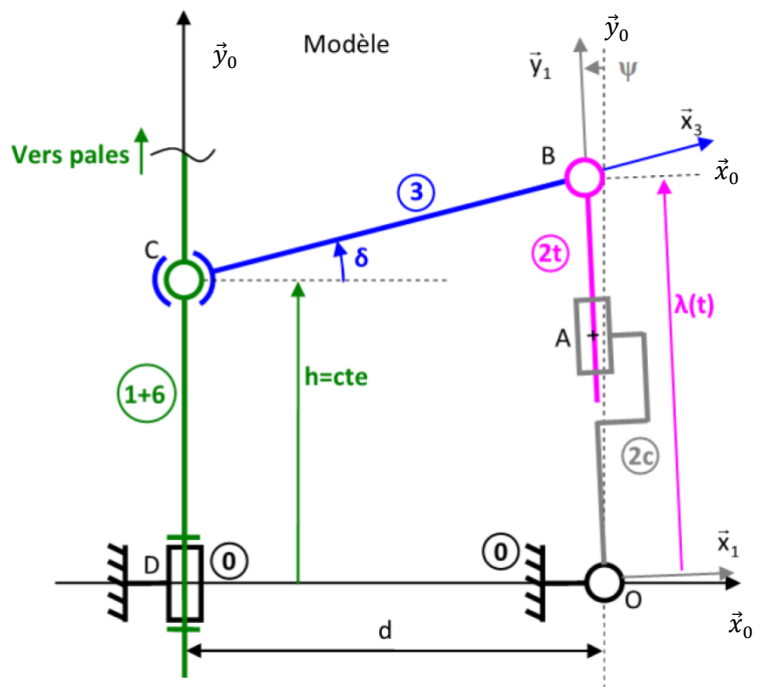 Modèle
y⃗₀
y⃗₀
y⃗₁
ψ
x⃗₃
Vers pales
B
x⃗₀
3
C
δ
2t
λ(t)
A
h=cte
1+6
2c
D
0
0
x⃗₁
O
x⃗₀
d